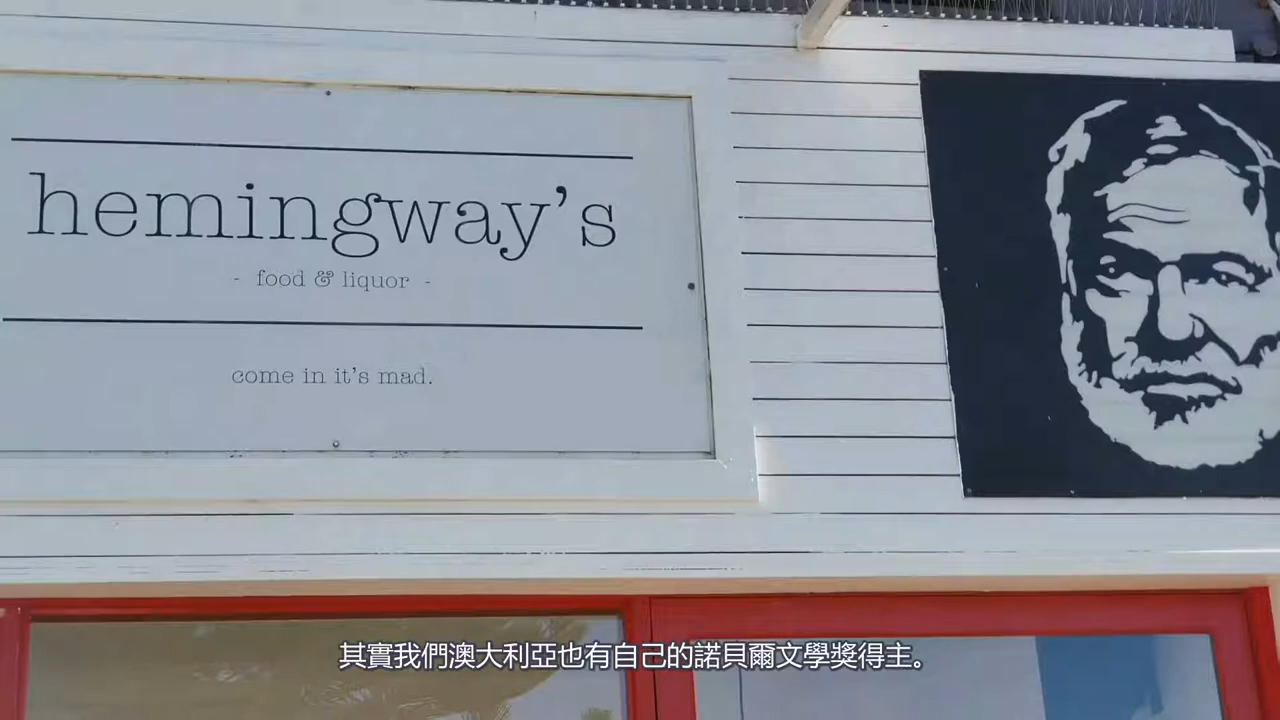 hemingway's
- food & liquor -
come in it's mad.
其實我們澳大利亞也有自己的諾貝爾文學獎得主。